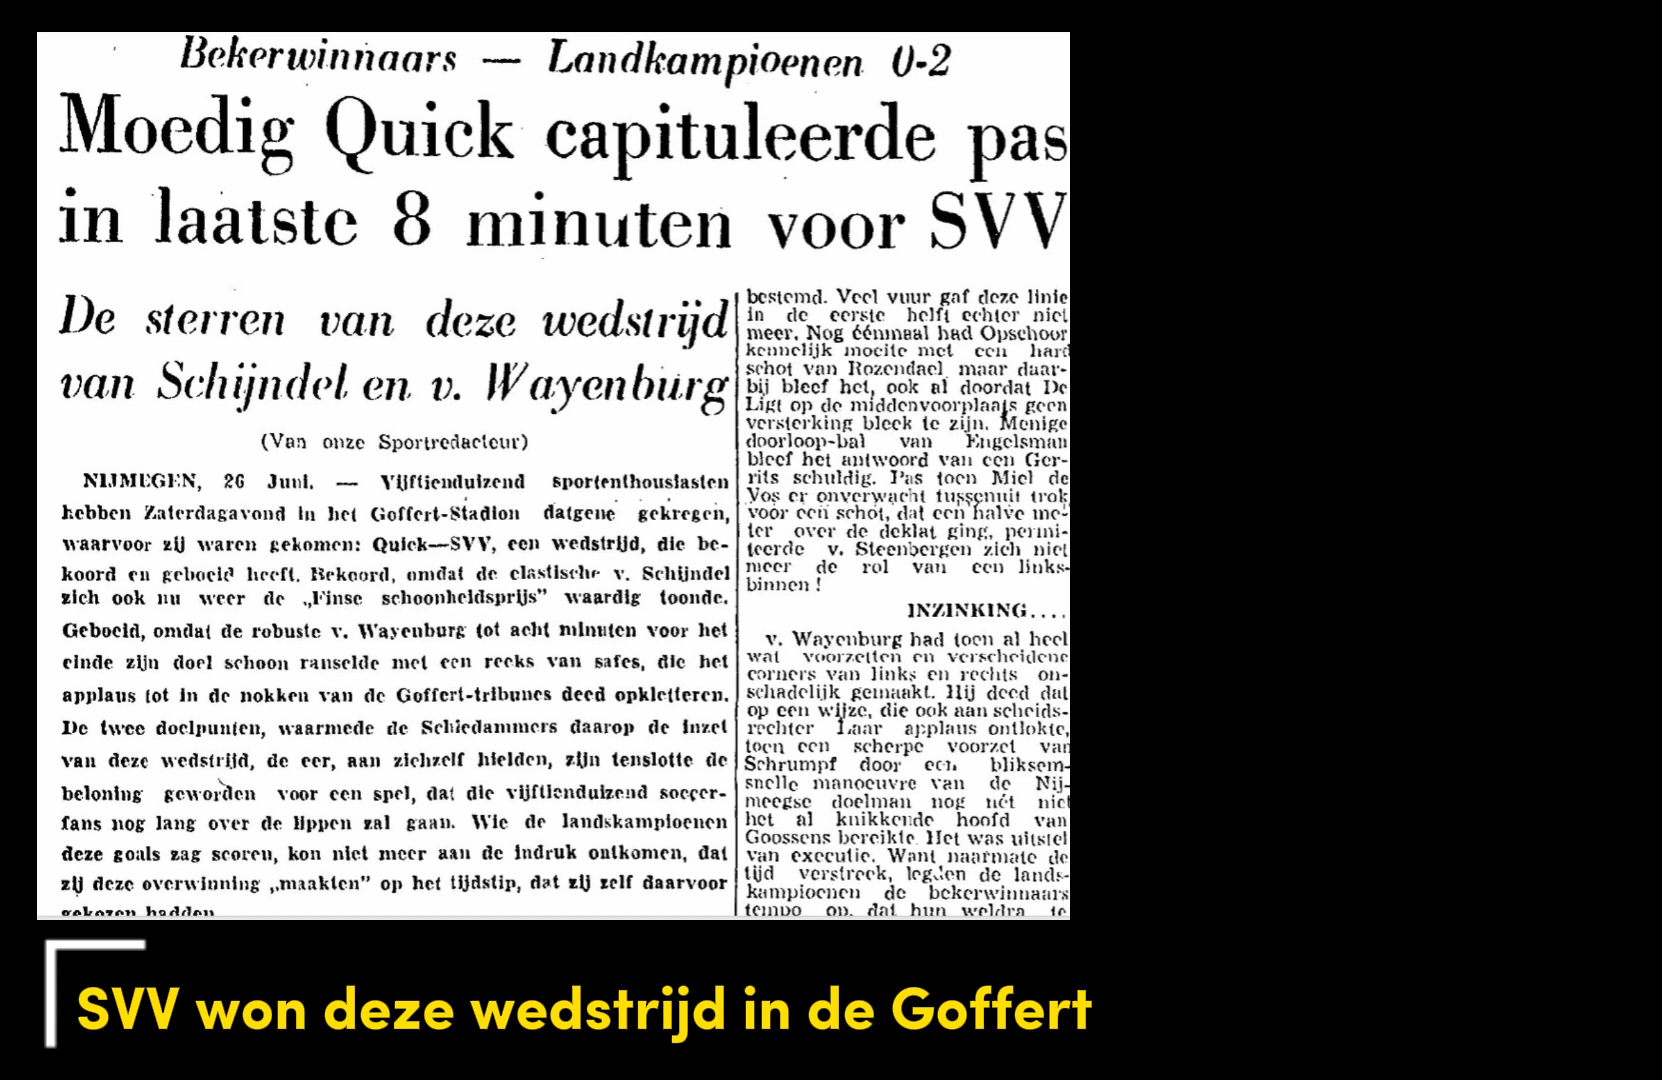 Bekerwinnaars — Landkampioenen 0-2
Moedig Quick capituleerde pas
in laatste 8 minuten voor SVV
De sterren van deze wedstrijd
van Schijndel en v. Wayenburg
(Van onze Sportredacteur)
NIJMEGEN, 26 Juni. — Vijftienduizend sportenthousiasten
hebben Zaterdagavond in het Goffert-Stadion datgene gekregen,
waarvoor zij waren gekomen: Quick—SVV, een wedstrijd, die be-
koord en geboeid heeft. Bekoord, omdat de elastische v. Schijndel
zich ook nu weer de „Finse schoonheidsprijs” waardig toonde.
Geboeid, omdat de robuste v. Wayenburg tot acht minuten voor het
einde zijn doel schoon ranselde met een reeks van safes, die het
applaus tot in de nokken van de Goffert-tribunes deed opkletteren.
De twee doelpunten, waarmede de Schiedammers daarop de inzet
van deze wedstrijd, de eer, aan zichzelf hielden, zijn tenslotte de
beloning geworden voor een spel, dat die vijftienduizend soccer-
fans nog lang over de lippen zal gaan. Wie de landskampioenen
deze goals zag scoren, kon niet meer aan de indruk ontkomen, dat
zij deze overwinning „maakten” op het tijdstip, dat zij zelf daarvoor
gekozen hadden
bestemd. Veel vuur gaf deze linie
in de eerste helft echter niet
meer. Nog éénmaal had Opschoor
kennelijk moeite met een hard
schot van Rozendael maar daar-
bij bleef het, ook al doordat De
Ligt op de middenvoorplaats geen
versterking bleek te zijn. Menige
doorloop-bal van Engelsman
bleef het antwoord van een Ger-
rits schuldig. Pas toen Miel de
Vos er onverwacht tussenuit trok
voor een schot, dat een halve me-
ter over de deklat ging, permi-
teerde v. Steenbergen zich niet
meer de rol van een links-
binnen !
INZINKING....
v. Wayenburg had toen al heel
wat voorzetten en verscheidene
corners van links en rechts on-
schadelijk gemaakt. Hij deed dat
op een wijze, die ook aan scheids-
rechter Laar applaus ontlokte,
toen een scherpe voorzet van
Schrumpf door een bliksem-
snelle manoeuvre van de Nij-
meegse doelman nog nét niet
het al knikkende hoofd van
Goossens bereikte. Het was uitstel
van executie. Want naarmate de
tijd verstreek, legden de lands-
kampioenen de bekerwinnaars
tempo op, dat hun weldra te
SVV won deze wedstrijd in de Goffert